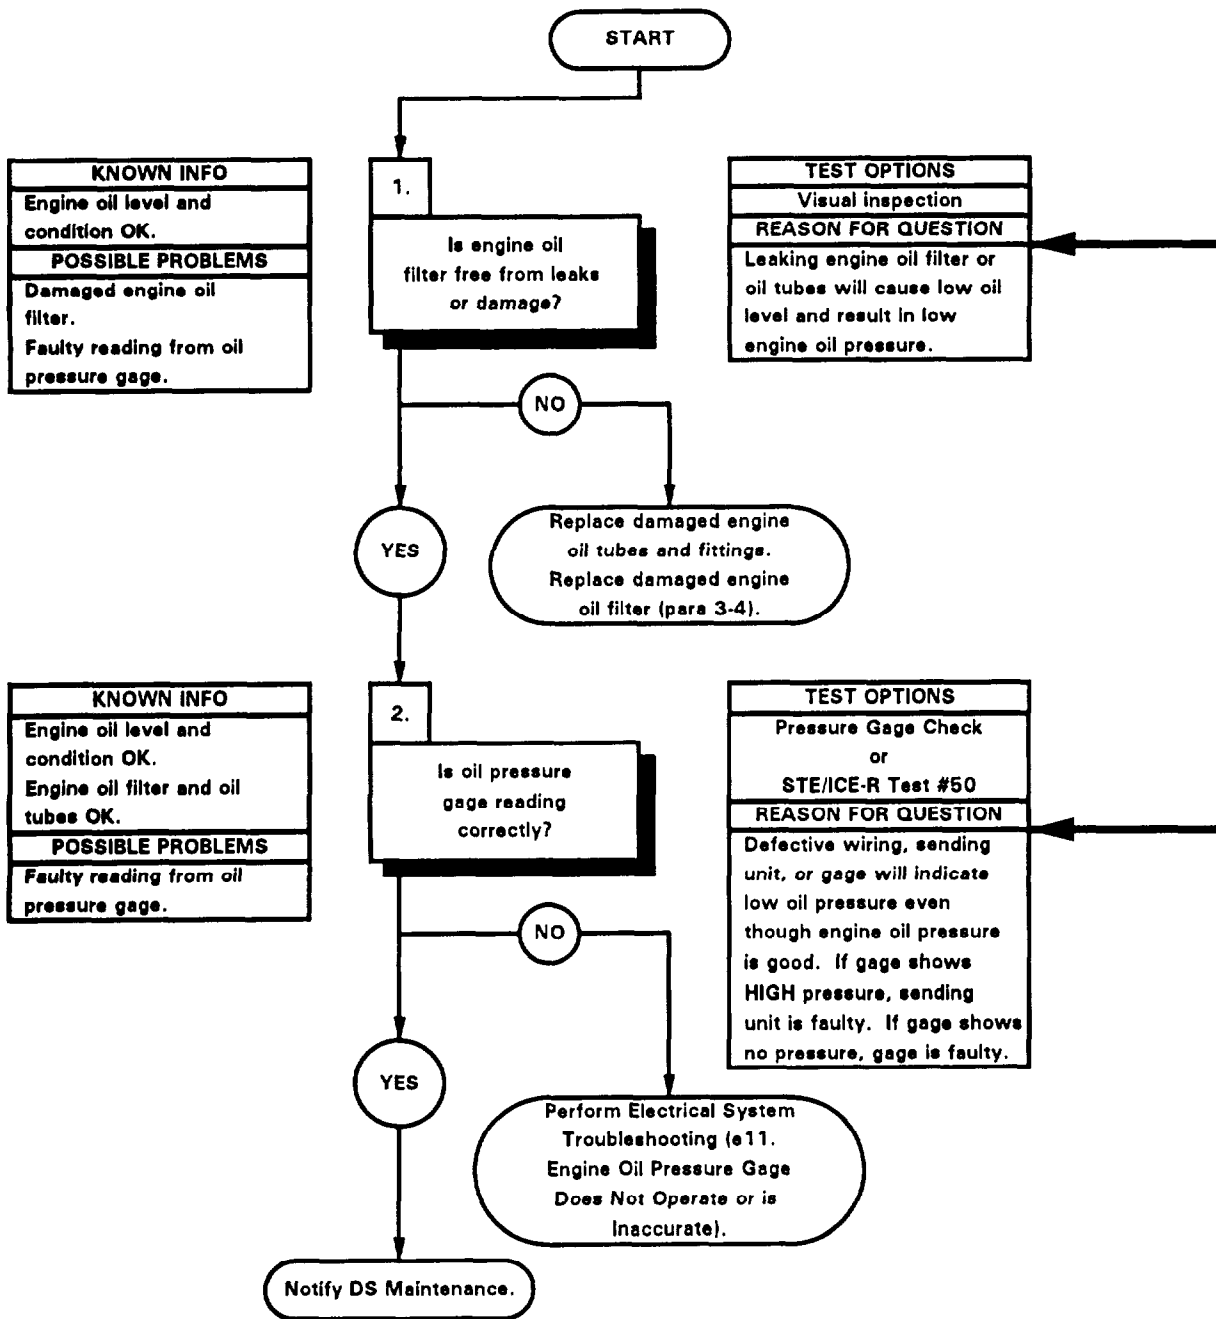 START
KNOWN INFO
Engine oil level and
condition OK.
POSSIBLE PROBLEMS
Damaged engine oil
filter.
Faulty reading from oil
pressure gage.
1.
Is engine oil
filter free from leaks
or damage?
TEST OPTIONS
Visual inspection
REASON FOR QUESTION
Leaking engine oil filter or
oil tubes will cause low oil
level and result in low
engine oil pressure.
NO
YES
Replace damaged engine
oil tubes and fittings.
Replace damaged engine
oil filter (para 3-4).
KNOWN INFO
Engine oil level and
condition OK.
Engine oil filter and oil
tubes OK.
POSSIBLE PROBLEMS
Faulty reading from oil
pressure gage.
2.
Is oil pressure
gage reading
correctly?
TEST OPTIONS
Pressure Gage Check
or
STE/ICE-R Test #50
REASON FOR QUESTION
Defective wiring, sending
unit, or gage will indicate
low oil pressure even
though engine oil pressure
is good. If gage shows
HIGH pressure, sending
unit is faulty. If gage shows
no pressure, gage is faulty.
NO
YES
Perform Electrical System
Troubleshooting (e11.
Engine Oil Pressure Gage
Does Not Operate or is
Inaccurate).
Notify DS Maintenance.